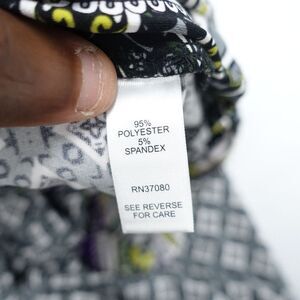 95%
POLYESTER
5%
SPANDEX
RN37080
SEE REVERSE
FOR CARE